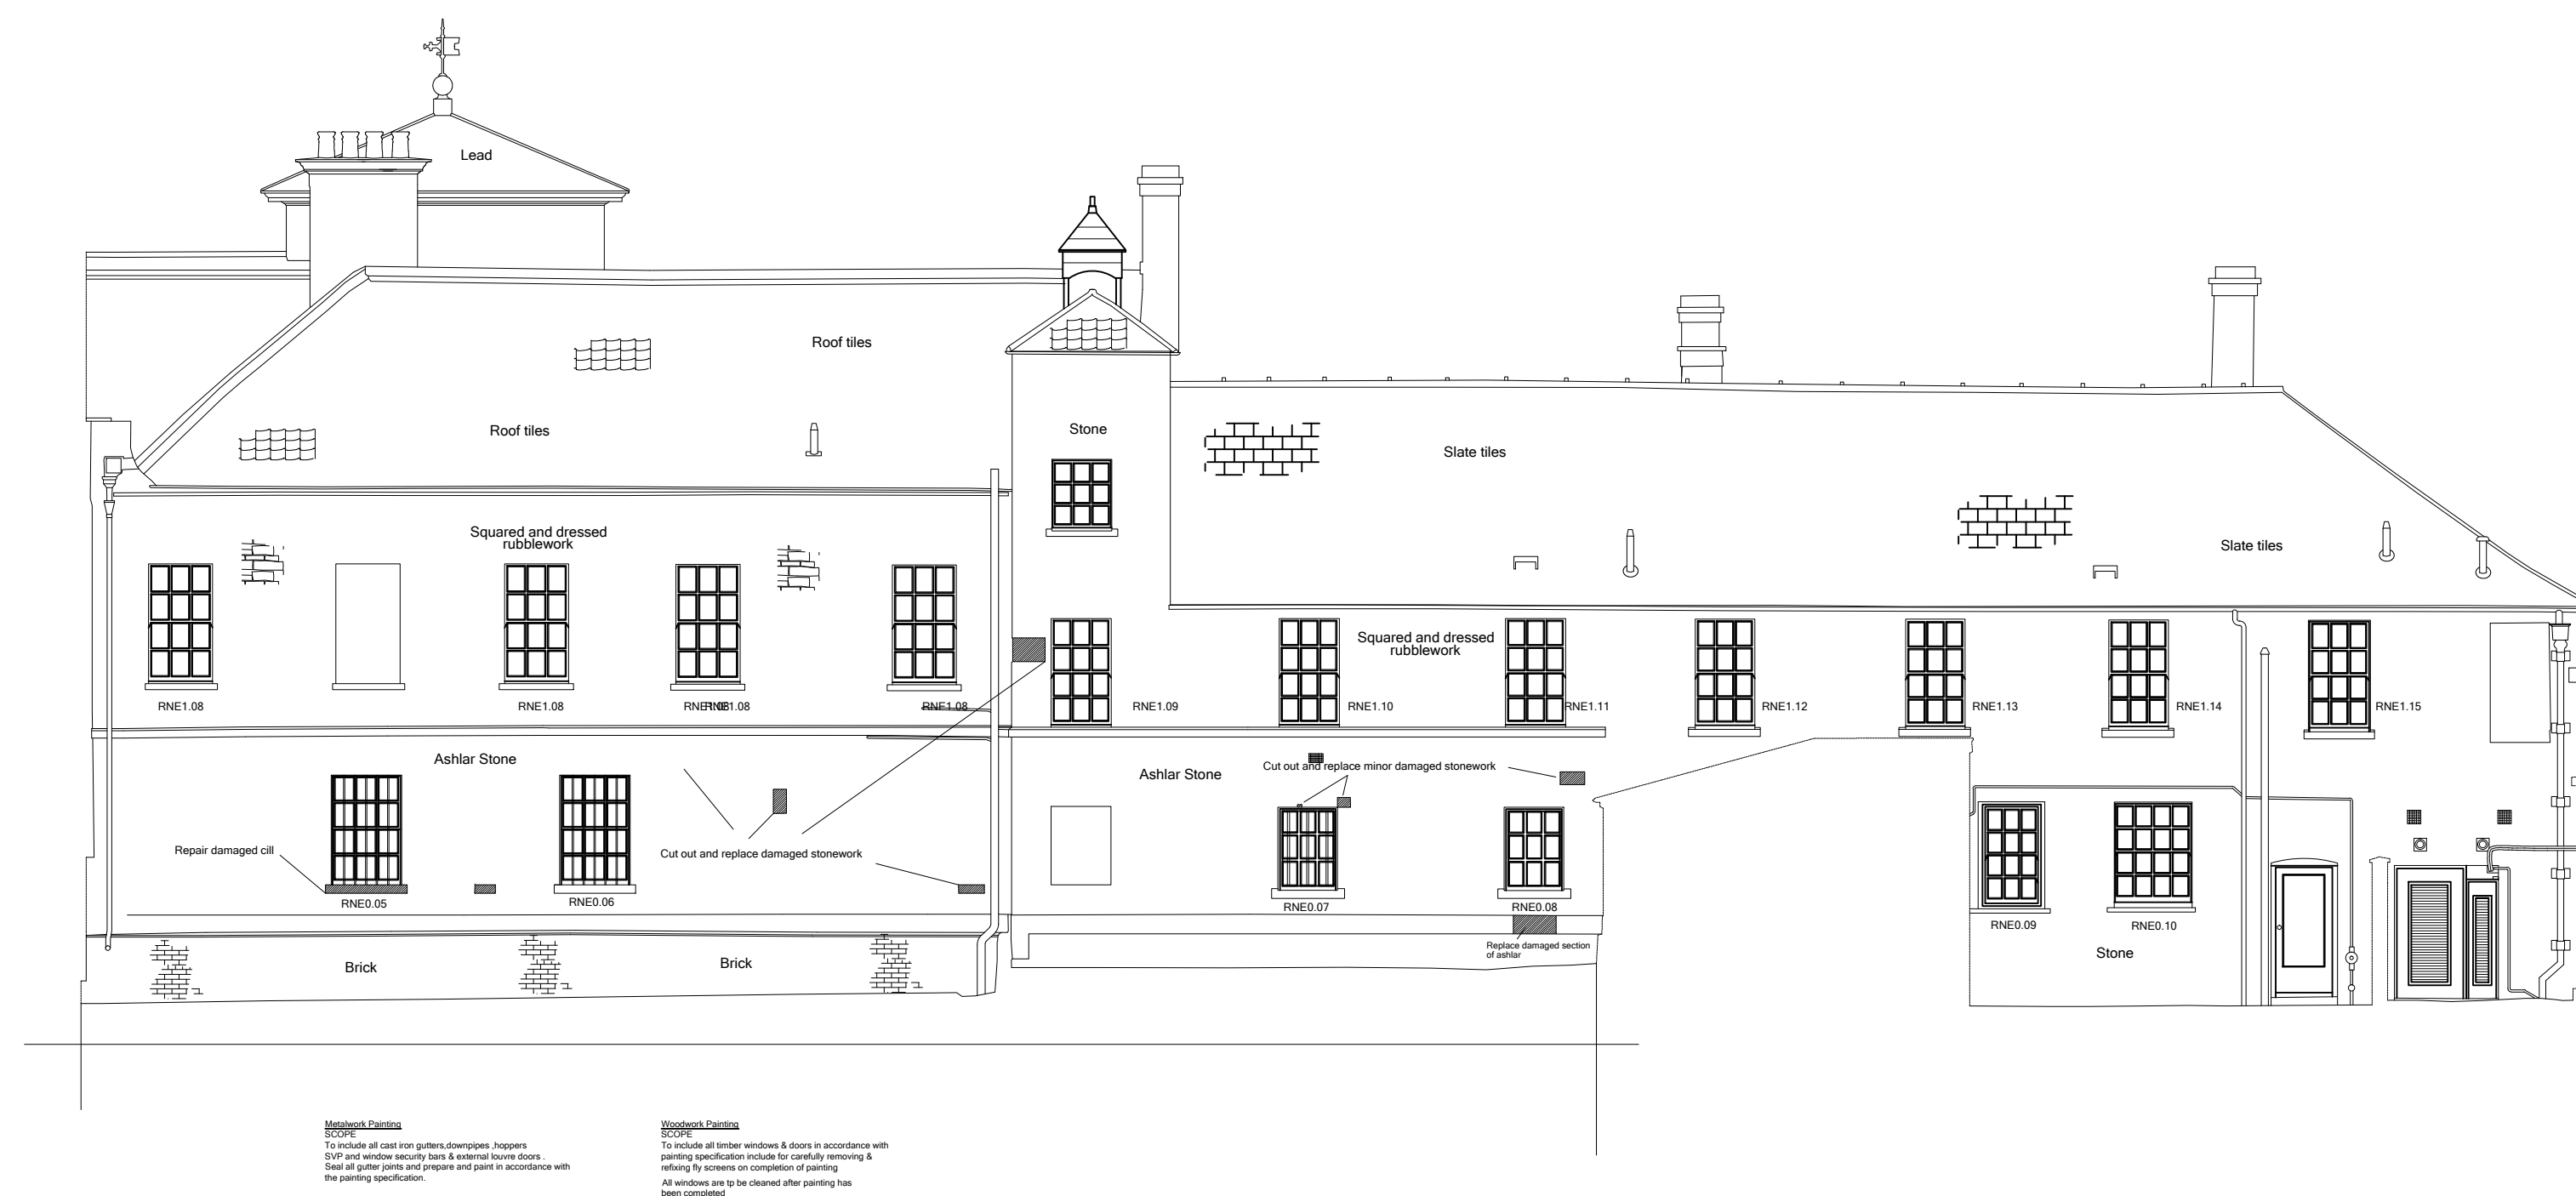 Lead
Roof tiles
Roof tiles
Stone
Slate tiles
Slate tiles
Squared and dressed
rubblework
Squared and dressed
rubblework
RNE1.08
RNE1.08
RNE1.08
RNE1.08
RNE1.08
RNE1.09
RNE1.10
RNE1.11
RNE1.12
RNE1.13
RNE1.14
RNE1.15
Ashlar Stone
Ashlar Stone
Cut out and replace minor damaged stonework
Repair damaged cill
Cut out and replace damaged stonework
RNE0.05
RNE0.06
RNE0.07
RNE0.08
RNE0.09
RNE0.10
Replace damaged section
of ashlar
Stone
Brick
Brick
Metalwork Painting
SCOPE
To include all cast iron gutters,downpipes ,hoppers
SVP and window security bars & external louvre doors .
Seal all gutter joints and prepare and paint in accordance with
the painting specification.
Woodwork Painting
SCOPE
To include all timber windows & doors in accordance with
painting specification include for carefully removing &
refixing fly screens on completion of painting
All windows are tp be cleaned after painting has
been completed